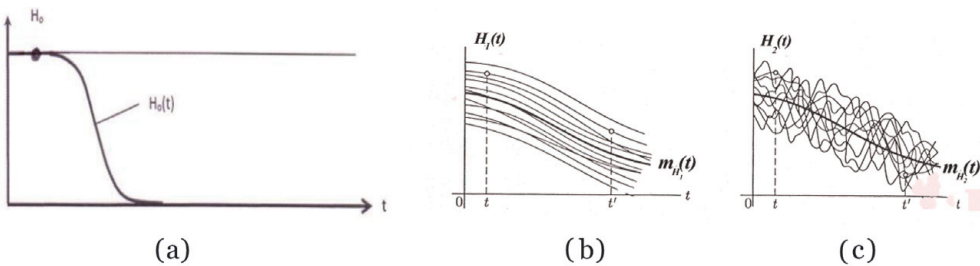 H₀
H₀(t)
t
(a)
H₁(t)
m_H₁(t)
0
t
t'
t
(b)
H₂(t)
m_H₂(t)
0
t
t'
t
(c)